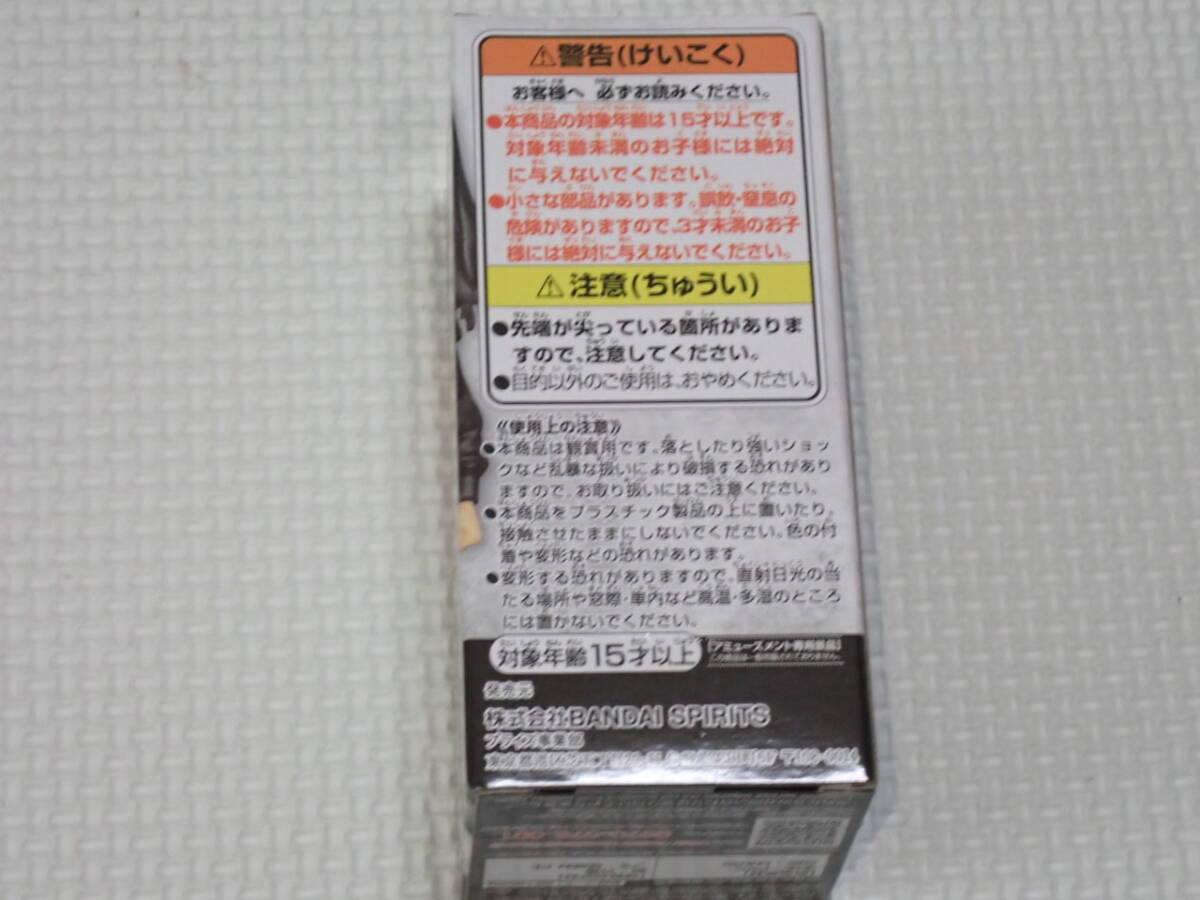 ⚠警告(けいこく)
お客様へ 必ずお読みください。
●本商品の対象年齢は15才以上です。
対象年齢未満のお子様には絶対
に与えないでください。
●小さな部品があります。誤飲・窒息の
危険がありますので、3才未満のお子
様には絶対に与えないでください。
⚠注意(ちゅうい)
●先端が尖っている箇所がありま
すので、注意してください。
●目的以外のご使用は、おやめください。
《使用上の注意》
●本商品は観賞用です。落としたり強いショッ
クなど乱暴な扱いにより破損する恐れがあり
ますので、お取り扱いにはご注意ください。
●本商品をプラスチック製品の上に置いたり、
接触させたままにしないでください。色の付
着や変形などの恐れがあります。
●変形する恐れがありますので、直射日光の当
たる場所や窓際・車内など高温・多湿のところ
には置かないでください。
対象年齢15才以上
アミューズメント専用景品
発売元
株式会社BANDAI SPIRITS
プライズ事業部